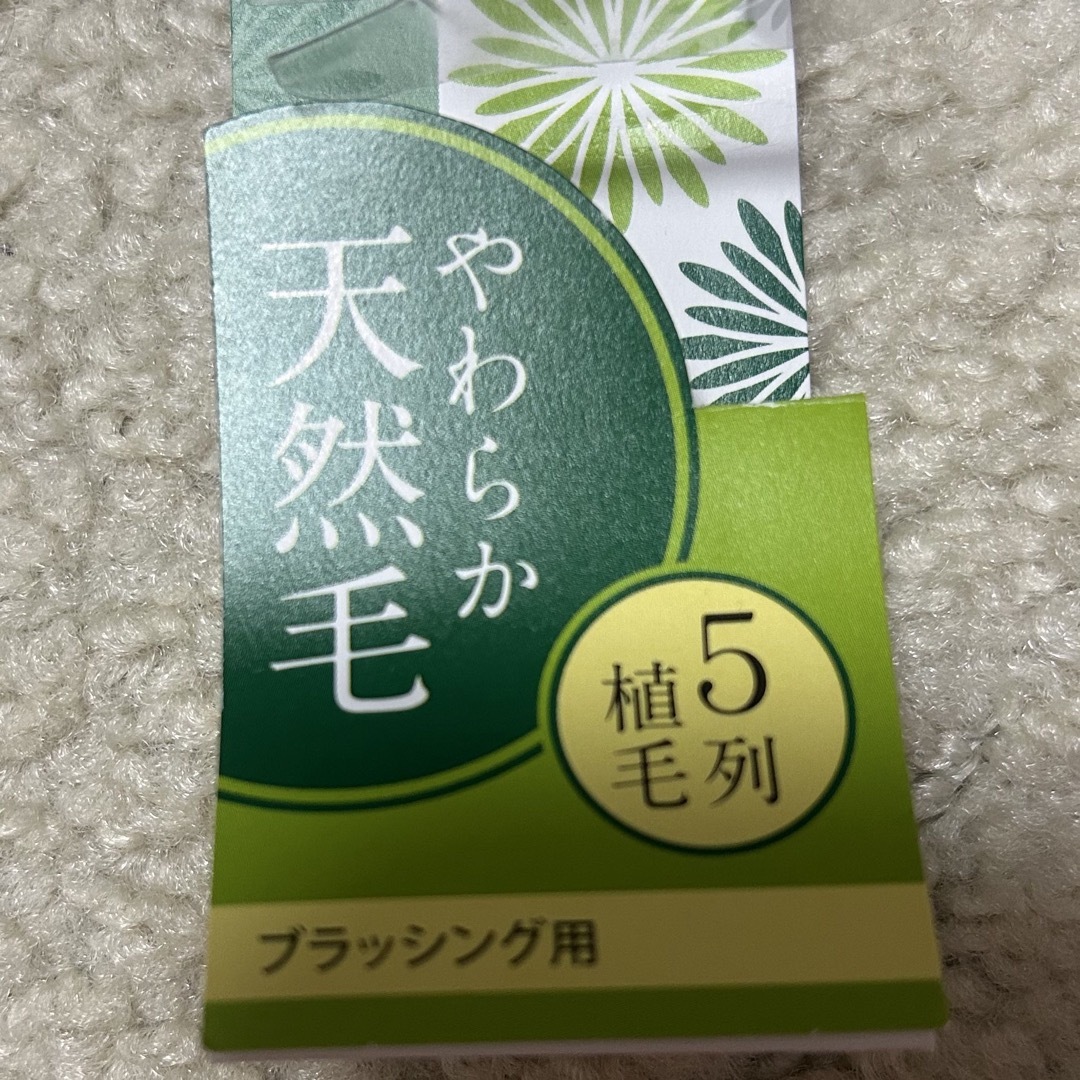 やわらか
天然毛
5列
植毛
ブラッシング用